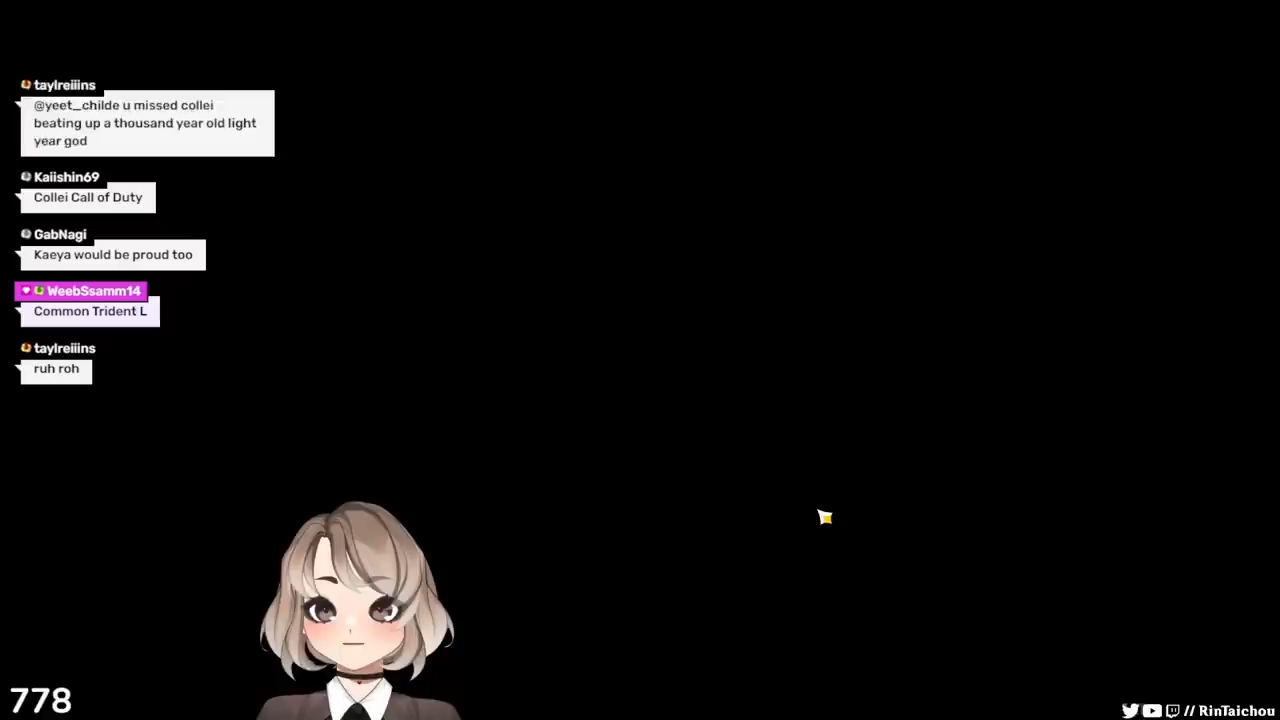 taylreiiins
@yeet_childe u missed collei
beating up a thousand year old light
year god
Kaiishin69
Collei Call of Duty
GabNagi
Kaeya would be proud too
WeebSsamm14
Common Trident L
taylreiiins
ruh roh
778
// RinTaichou